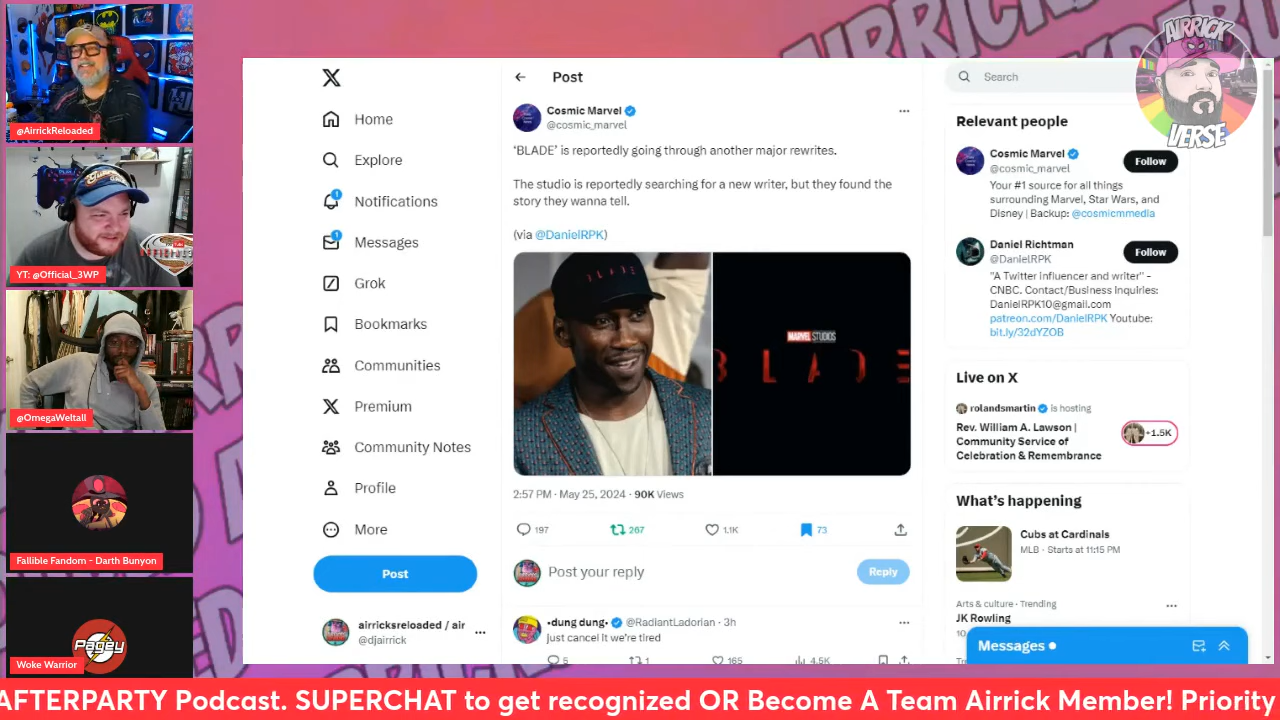 @AirrickReloaded
YT: @Official_3WP
@OmegaWeltall
Fallible Fandom - Darth Bunyon
Pagey
Woke Warrior
Home
Explore
1
Notifications
1
Messages
Grok
Bookmarks
Communities
Premium
Community Notes
Profile
More
Post
airricksreloaded / air
@djairrick
Post
Cosmic Marvel
@cosmic_marvel
‘BLADE’ is reportedly going through another major rewrites.
The studio is reportedly searching for a new writer, but they found the
story they wanna tell.
(via @DanielRPK)
BLADE
MARVEL STUDIOS
BLADE
2:57 PM · May 25, 2024 · 90K Views
197
267
1.1K
73
Post your reply
Reply
•dung dung• @RadiantLadorian · 3h
Just cancel it we're tired
5
1
165
4.5K
Search
AIRRICK
VERSE
Relevant people
Cosmic Marvel
@cosmic_marvel
Follow
Your #1 source for all things
surrounding Marvel, Star Wars, and
Disney | Backup: @cosmicmmedia
Daniel Richtman
@DanielRPK
Follow
"A Twitter influencer and writer" -
CNBC. Contact/Business Inquiries:
DanielRPK10@gmail.com
patreon.com/DanielRPK Youtube:
bit.ly/32dYZOB
Live on X
rolandsmartin is hosting
Rev. William A. Lawson |
Community Service of
Celebration & Remembrance
+1.5K
What's happening
Cubs at Cardinals
MLB · Starts at 11:15 PM
Arts & culture · Trending
JK Rowling
10
Messages
AFTERPARTY Podcast. SUPERCHAT to get recognized OR Become A Team Airrick Member! Priority